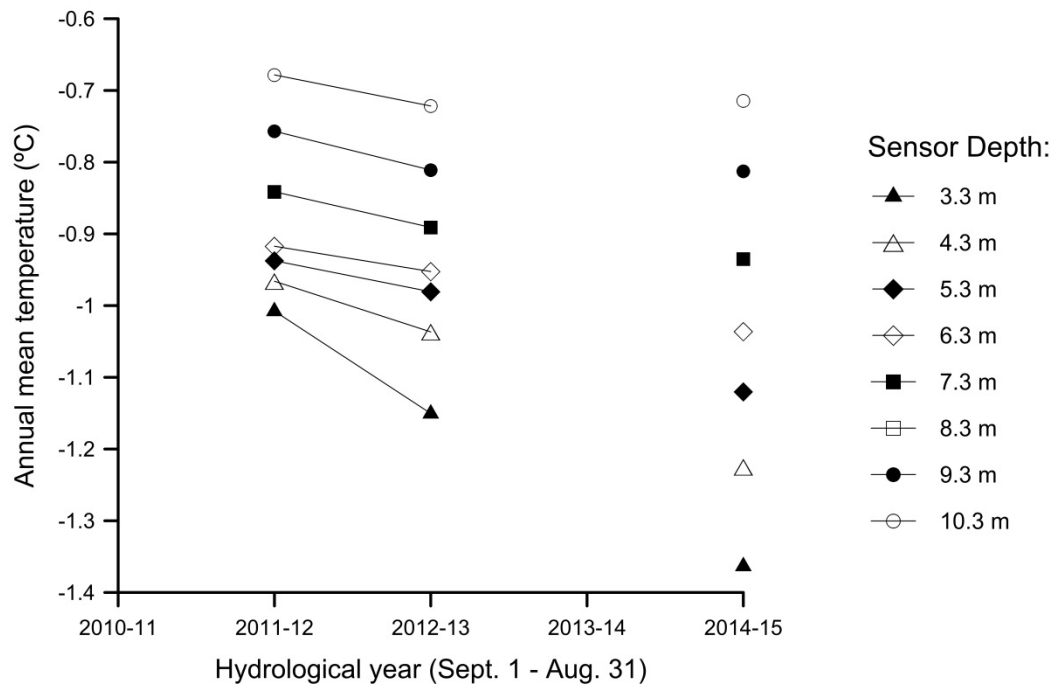 -0.6
-0.7
-0.8
-0.9
-1
-1.1
-1.2
-1.3
-1.4
Annual mean temperature (ºC)
2010-11 2011-12 2012-13 2013-14 2014-15
Hydrological year (Sept. 1 - Aug. 31)
Sensor Depth:
3.3 m
4.3 m
5.3 m
6.3 m
7.3 m
8.3 m
9.3 m
10.3 m